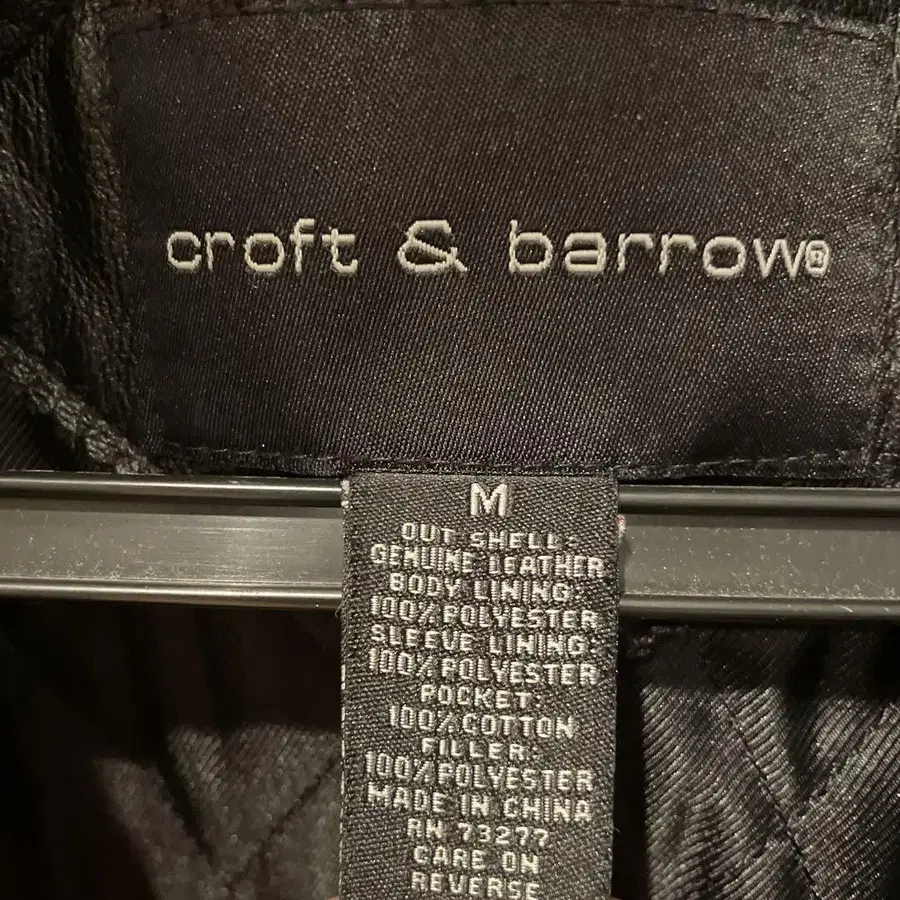 croft & barrow®
M
OUT SHELL:
GENUINE LEATHER
BODY LINING:
100%POLYESTER
SLEEVE LINING:
100%POLYESTER
POCKET:
100%COTTON
FILLER:
100%POLYESTER
MADE IN CHINA
RN 73277
CARE ON
REVERSE